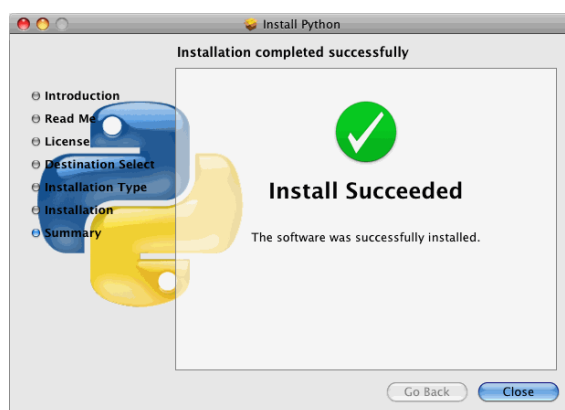 Install Python
Installation completed successfully
Introduction
Read Me
License
Destination Select
Installation Type
Installation
Summary
Install Succeeded
The software was successfully installed.
Go Back
Close